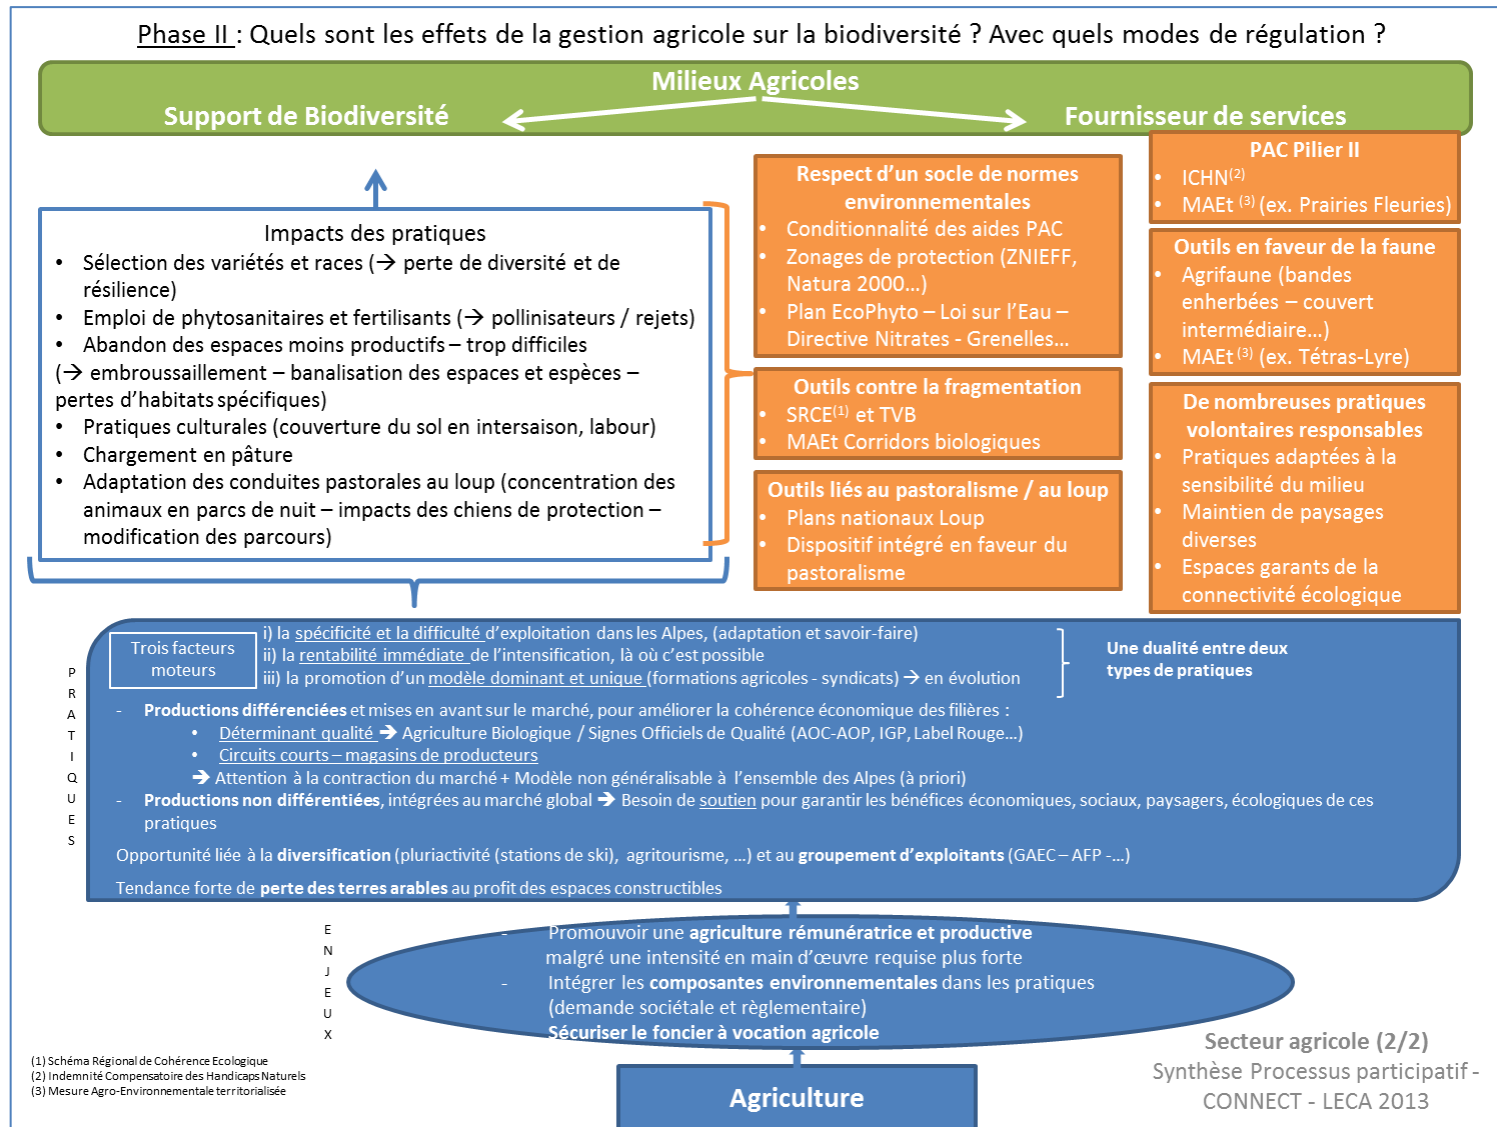 Phase II : Quels sont les effets de la gestion agricole sur la biodiversité ? Avec quels modes de régulation ?
Milieux Agricoles
Support de Biodiversité
Fournisseur de services
Impacts des pratiques
• Sélection des variétés et races (→ perte de diversité et de
résilience)
• Emploi de phytosanitaires et fertilisants (→ pollinisateurs / rejets)
• Abandon des espaces moins productifs – trop difficiles
(→ embroussaillement – banalisation des espaces et espèces –
pertes d'habitats spécifiques)
• Pratiques culturales (couverture du sol en intersaison, labour)
• Chargement en pâture
• Adaptation des conduites pastorales au loup (concentration des
animaux en parcs de nuit – impacts des chiens de protection –
modification des parcours)
Respect d'un socle de normes
environnementales
• Conditionnalité des aides PAC
• Zonages de protection (ZNIEFF,
Natura 2000…)
• Plan EcoPhyto – Loi sur l'Eau –
Directive Nitrates - Grenelles…
Outils contre la fragmentation
• SRCE(1) et TVB
• MAEt Corridors biologiques
Outils liés au pastoralisme / au loup
• Plans nationaux Loup
• Dispositif intégré en faveur du
pastoralisme
PAC Pilier II
• ICHN(2)
• MAEt (3) (ex. Prairies Fleuries)
Outils en faveur de la faune
• Agrifaune (bandes
enherbées – couvert
intermédiaire…)
• MAEt (3) (ex. Tétras-Lyre)
De nombreuses pratiques
volontaires responsables
• Pratiques adaptées à la
sensibilité du milieu
• Maintien de paysages
diverses
• Espaces garants de la
connectivité écologique
PRATIQUES
Trois facteurs
moteurs
i) la spécificité et la difficulté d'exploitation dans les Alpes, (adaptation et savoir-faire)
ii) la rentabilité immédiate de l'intensification, là où c'est possible
iii) la promotion d'un modèle dominant et unique (formations agricoles - syndicats) → en évolution
Une dualité entre deux
types de pratiques
- Productions différenciées et mises en avant sur le marché, pour améliorer la cohérence économique des filières :
• Déterminant qualité → Agriculture Biologique / Signes Officiels de Qualité (AOC-AOP, IGP, Label Rouge…)
• Circuits courts – magasins de producteurs
→ Attention à la contraction du marché + Modèle non généralisable à l'ensemble des Alpes (à priori)
- Productions non différentiées, intégrées au marché global → Besoin de soutien pour garantir les bénéfices économiques, sociaux, paysagers, écologiques de ces
pratiques
Opportunité liée à la diversification (pluriactivité (stations de ski), agritourisme, …) et au groupement d'exploitants (GAEC – AFP -…)
Tendance forte de perte des terres arables au profit des espaces constructibles
ENJEUX
- Promouvoir une agriculture rémunératrice et productive
malgré une intensité en main d'œuvre requise plus forte
- Intégrer les composantes environnementales dans les pratiques
(demande sociétale et règlementaire)
Sécuriser le foncier à vocation agricole
Agriculture
(1) Schéma Régional de Cohérence Ecologique
(2) Indemnité Compensatoire des Handicaps Naturels
(3) Mesure Agro-Environnementale territorialisée
Secteur agricole (2/2)
Synthèse Processus participatif -
CONNECT - LECA 2013